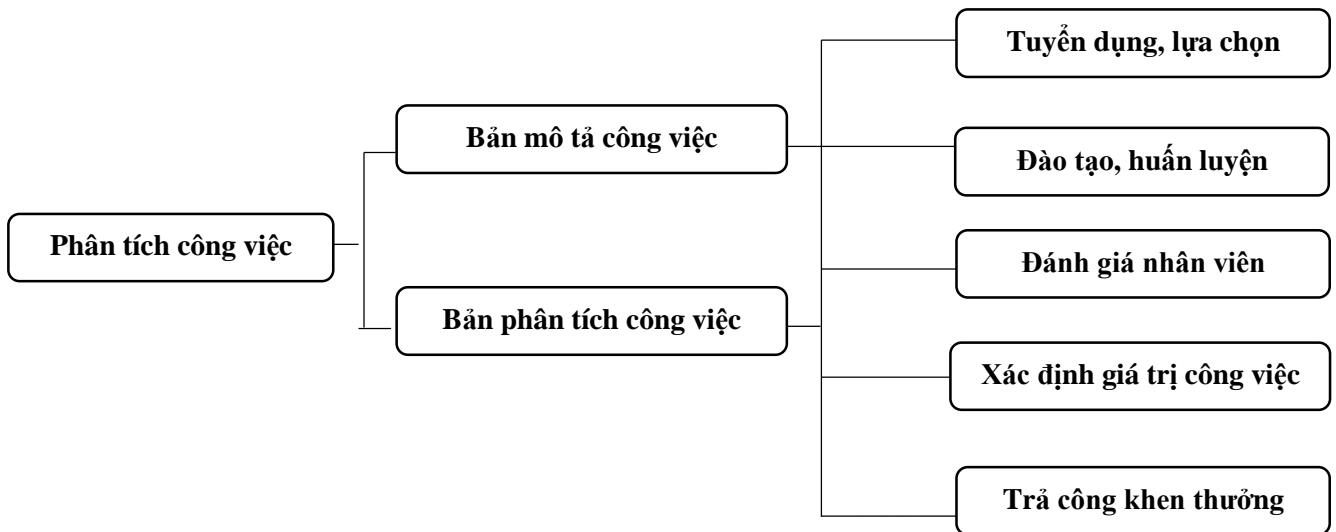 Phân tích công việc
Bản mô tả công việc
Bản phân tích công việc
Tuyển dụng, lựa chọn
Đào tạo, huấn luyện
Đánh giá nhân viên
Xác định giá trị công việc
Trả công khen thưởng